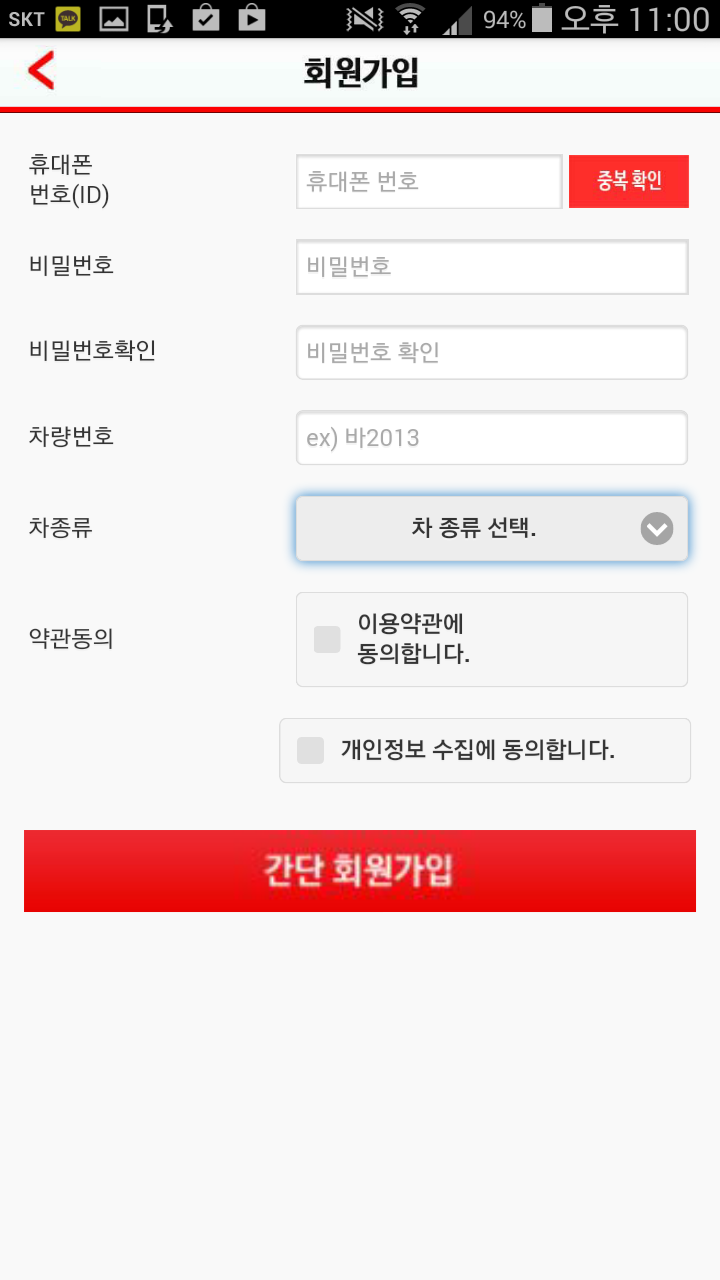 SKT TALK 94% 오후 11:00
회원가입
휴대폰
번호(ID)
휴대폰 번호
중복 확인
비밀번호
비밀번호
비밀번호확인
비밀번호 확인
차량번호
ex) 바2013
차종류
차 종류 선택.
약관동의
이용약관에
동의합니다.
개인정보 수집에 동의합니다.
간단 회원가입